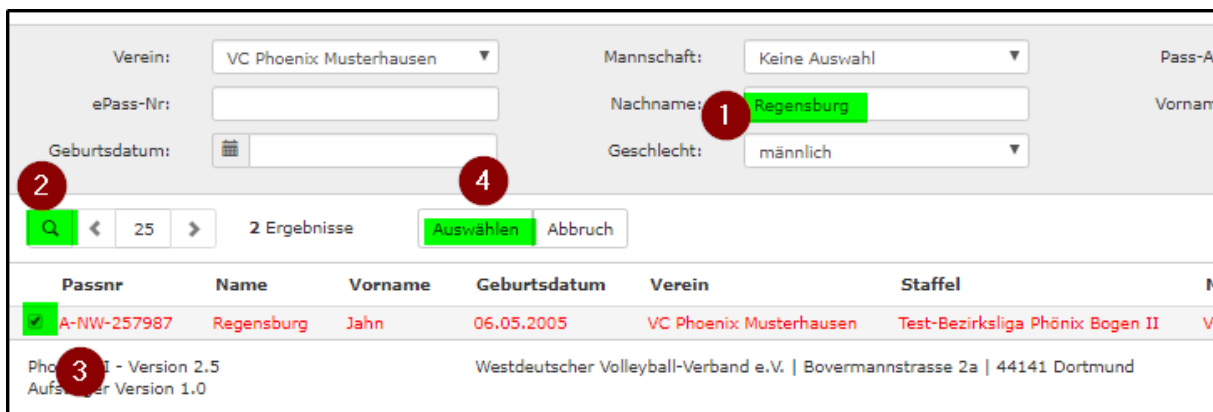 Verein: VC Phoenix Musterhausen Mannschaft: Keine Auswahl Pass-A
ePass-Nr: Nachname: 1 Regensburg Vornam
Geburtsdatum: Geschlecht: männlich
2 4
25 2 Ergebnisse Auswählen Abbruch
Passnr Name Vorname Geburtsdatum Verein Staffel
A-NW-257987 Regensburg Jahn 06.05.2005 VC Phoenix Musterhausen Test-Bezirksliga Phönix Bogen II V
3
I - Version 2.5 Westdeutscher Volleyball-Verband e.V. | Bovermannstrasse 2a | 44141 Dortmund
Version 1.0